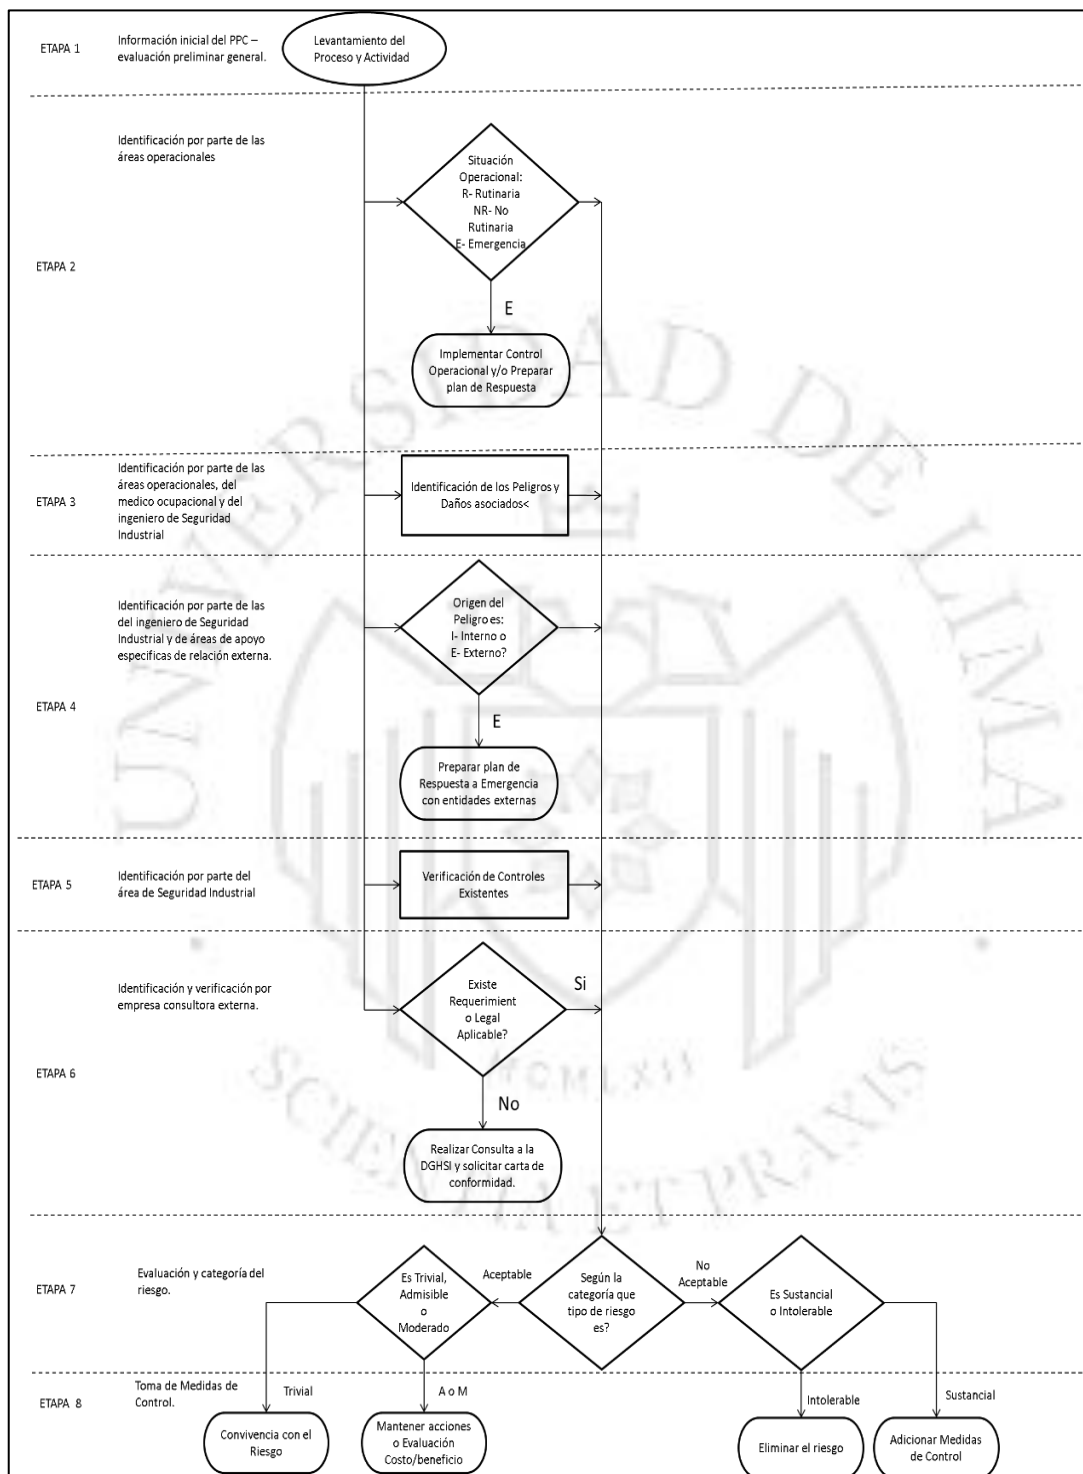 ETAPA 1
Información inicial del PPC –
evaluación preliminar general.
Levantamiento del
Proceso y Actividad
ETAPA 2
Identificación por parte de las
áreas operacionales
Situación
Operacional:
R- Rutinaria
NR- No
Rutinaria
E- Emergencia
E
Implementar Control
Operacional y/o Preparar
plan de Respuesta
ETAPA 3
Identificación por parte de las
áreas operacionales, del
medico ocupacional y del
ingeniero de Seguridad
Industrial
Identificación de los Peligros y
Daños asociados<
ETAPA 4
Identificación por parte de las
del ingeniero de Seguridad
Industrial y de áreas de apoyo
especificas de relación externa.
Origen del
Peligro es:
I- Interno o
E- Externo?
E
Preparar plan de
Respuesta a Emergencia
con entidades externas
ETAPA 5
Identificación por parte del
área de Seguridad Industrial
Verificación de Controles
Existentes
ETAPA 6
Identificación y verificación por
empresa consultora externa.
Existe
Requerimient
o Legal
Aplicable?
Si
No
Realizar Consulta a la
DGHSI y solicitar carta de
conformidad.
ETAPA 7
Evaluación y categoría del
riesgo.
Es Trivial,
Admisible
o
Moderado
Aceptable
Según la
categoría que
tipo de riesgo
es?
No
Aceptable
Es Sustancial
o Intolerable
ETAPA 8
Toma de Medidas de
Control.
Trivial
A o M
Intolerable
Sustancial
Convivencia con el
Riesgo
Mantener acciones
o Evaluación
Costo/beneficio
Eliminar el riesgo
Adicionar Medidas
de Control
UNIVERSIDAD DE LIMA
MCMLXII
SCIENTIA ET PRAXIS